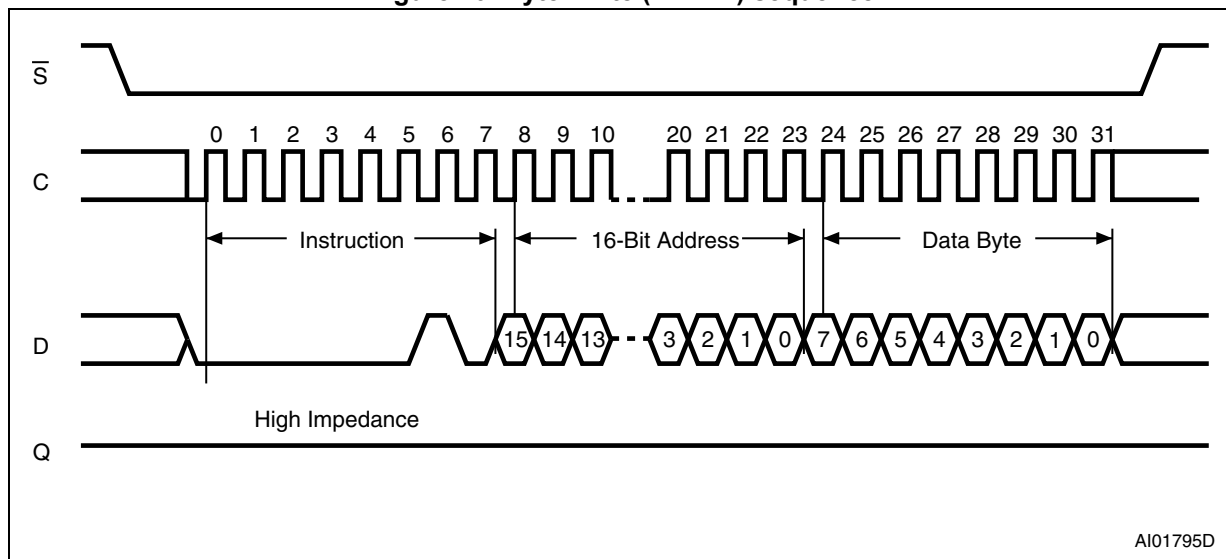 S
0 1 2 3 4 5 6 7 8 9 10 20 21 22 23 24 25 26 27 28 29 30 31
C
Instruction 16-Bit Address Data Byte
D
15 14 13 3 2 1 0 7 6 5 4 3 2 1 0
High Impedance
Q
AI01795D